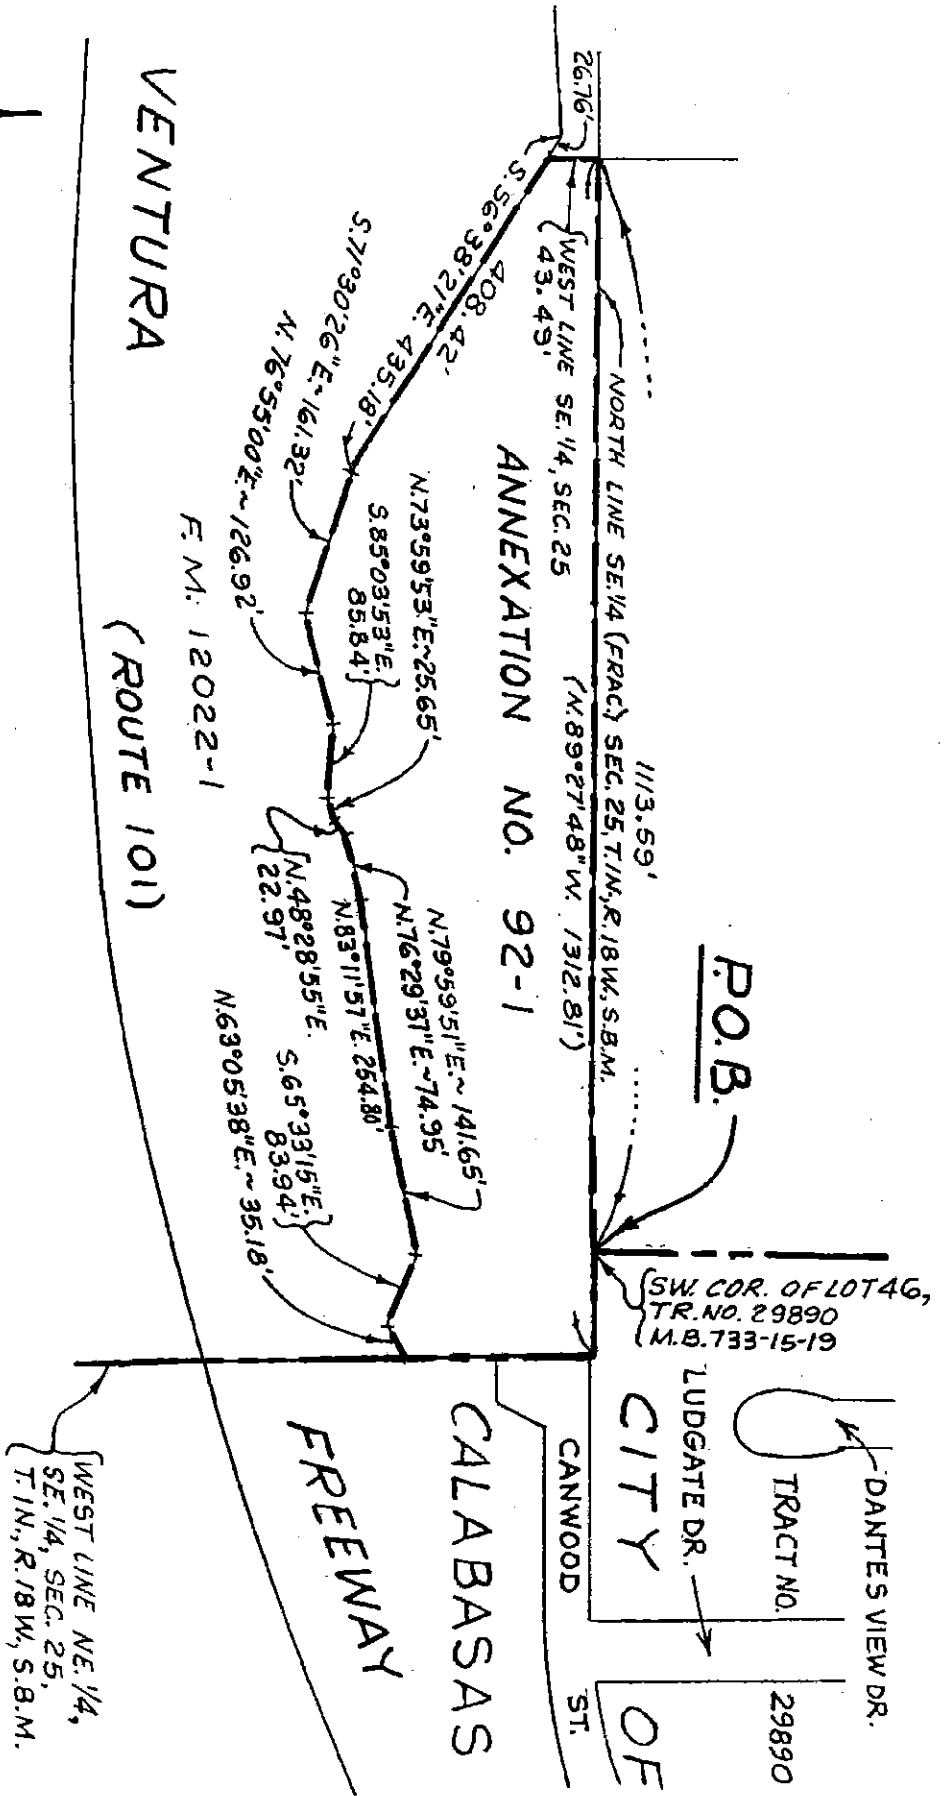 DANTES VIEW DR.
TRACT NO. 29890
LUDGATE DR.
CITY OF
CALABASAS
CANWOOD ST.
P.O.B.
{SW. COR. OF LOT 46,
TR. NO. 29890
M.B. 733-15-19
1113.59'
NORTH LINE SE.1/4 (FRAC.) SEC. 25, T.1N., R.18W., S.B.M.
(N.89°27'48"W. 1312.81')
26.76'
{WEST LINE SE.1/4, SEC. 25
43.49'
ANNEXATION NO. 92-1
408.42'
S.56°38'21"E. 435.18'
S.71°30'26"E.~161.32'
N.76°55'00"E.~126.92'
N.73°59'53"E.~25.65'
S.85°03'53"E.}
85.84'
{N.48°28'55"E.
22.97'
N.79°59'51"E.~141.65'
N.76°29'37"E.~74.95'
N.83°11'57"E. 254.80'
S.65°33'15"E.}
83.94'
N.63°05'38"E.~35.18'
F.M. 12022-1
VENTURA
(ROUTE 101)
FREEWAY
{WEST LINE NE.1/4,
SE.1/4, SEC. 25,
T.1N., R.18W., S.B.M.